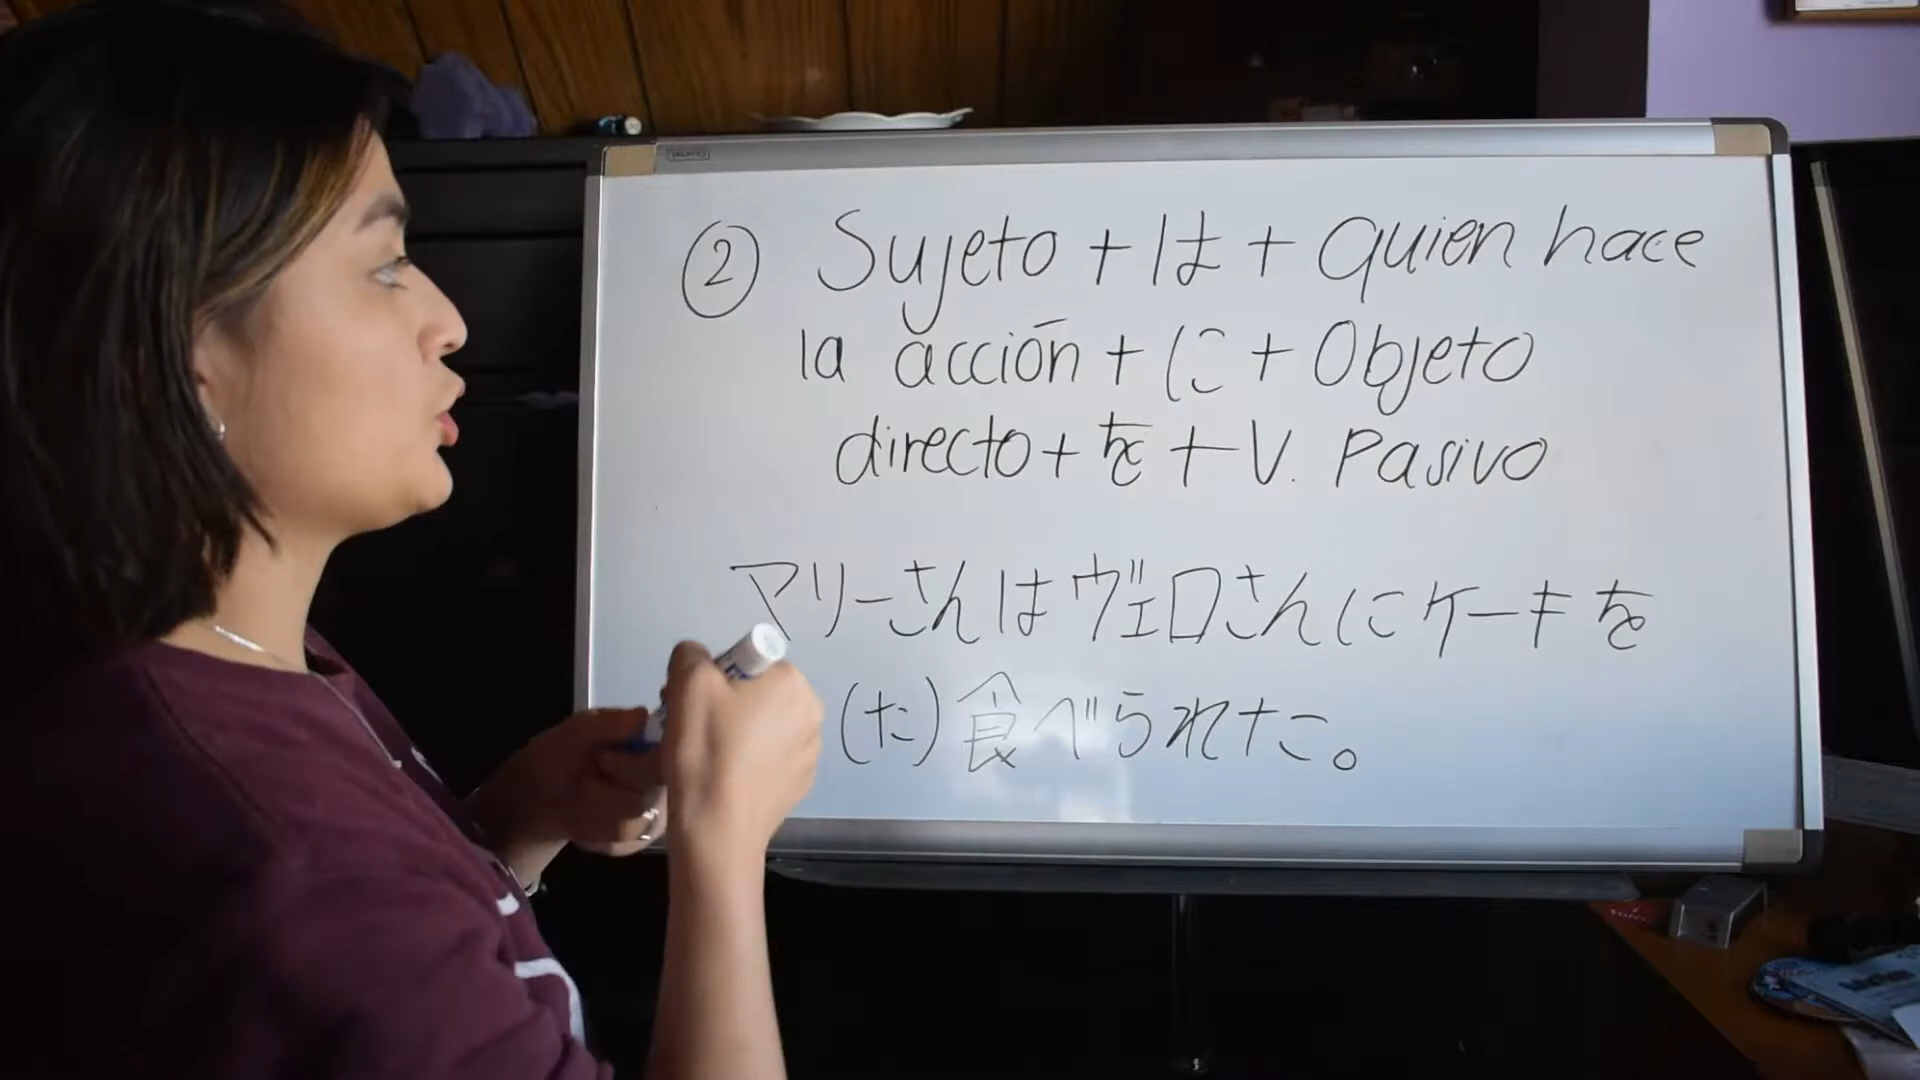 ② Sujeto + は + Quien hace
la acción + に + Objeto
directo + を + V. Pasivo
マリーさんはヴェロさんにケーキを
(た)食べられた。